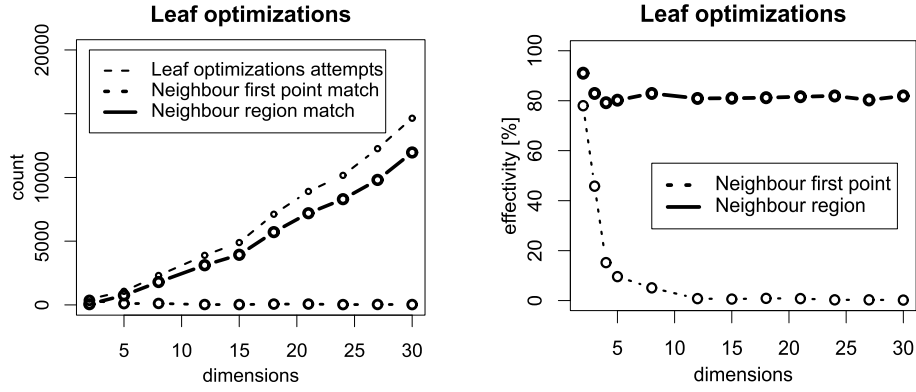 Leaf optimizations
20000
15000
10000
5000
0
count
Leaf optimizations attempts
Neighbour first point match
Neighbour region match
5 10 15 20 25 30
dimensions
Leaf optimizations
100
80
60
40
20
0
effectivity [%]
Neighbour first point
Neighbour region
5 10 15 20 25 30
dimensions